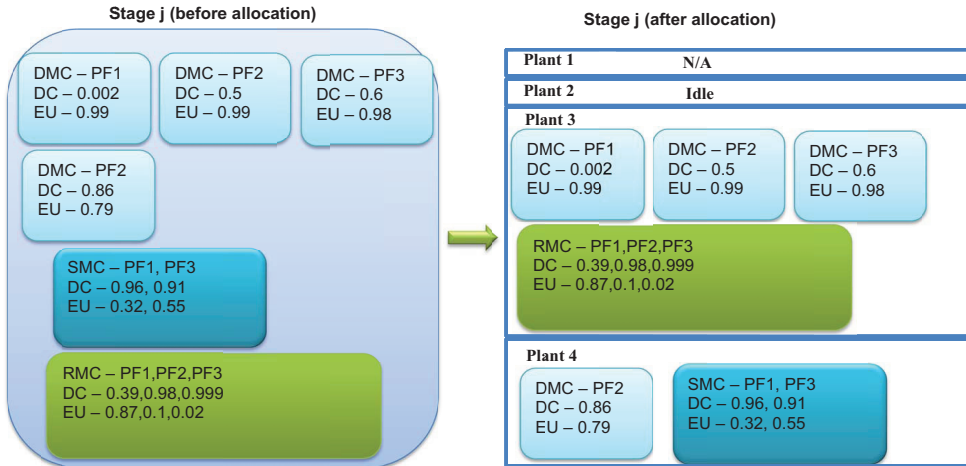 Stage j (before allocation)
DMC – PF1
DC – 0.002
EU – 0.99
DMC – PF2
DC – 0.5
EU – 0.99
DMC – PF3
DC – 0.6
EU – 0.98
DMC – PF2
DC – 0.86
EU – 0.79
SMC – PF1, PF3
DC – 0.96, 0.91
EU – 0.32, 0.55
RMC – PF1,PF2,PF3
DC – 0.39,0.98,0.999
EU – 0.87,0.1,0.02
Stage j (after allocation)
Plant 1 N/A
Plant 2 Idle
Plant 3
DMC – PF1
DC – 0.002
EU – 0.99
DMC – PF2
DC – 0.5
EU – 0.99
DMC – PF3
DC – 0.6
EU – 0.98
RMC – PF1,PF2,PF3
DC – 0.39,0.98,0.999
EU – 0.87,0.1,0.02
Plant 4
DMC – PF2
DC – 0.86
EU – 0.79
SMC – PF1, PF3
DC – 0.96, 0.91
EU – 0.32, 0.55